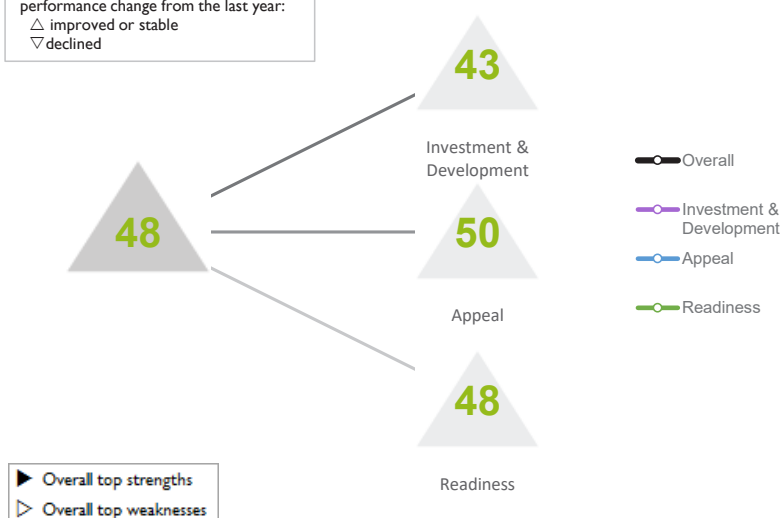 performance change from the last year:
△ improved or stable
▽ declined
43
Investment &
Development
48
50
Appeal
48
Readiness
Overall
Investment &
Development
Appeal
Readiness
▶ Overall top strengths
▷ Overall top weaknesses